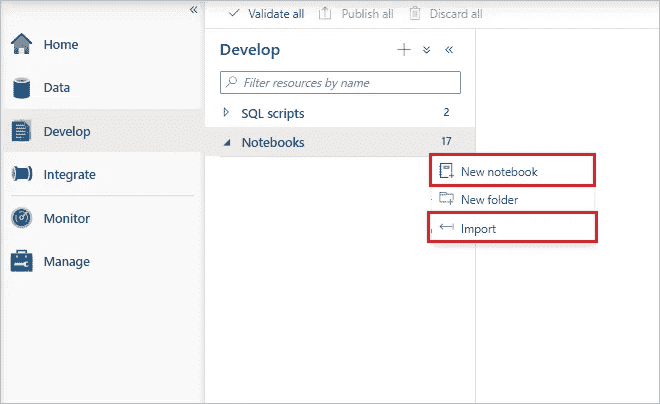 Validate all
Publish all
Discard all
Home
Data
Develop
Integrate
Monitor
Manage
Develop
Filter resources by name
SQL scripts 2
Notebooks 17
New notebook
New folder
Import